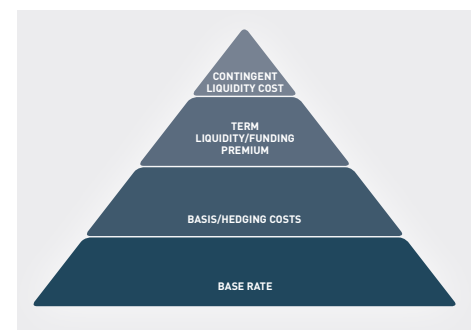 CONTINGENT
LIQUIDITY COST
TERM
LIQUIDITY/FUNDING
PREMIUM
BASIS/HEDGING COSTS
BASE RATE